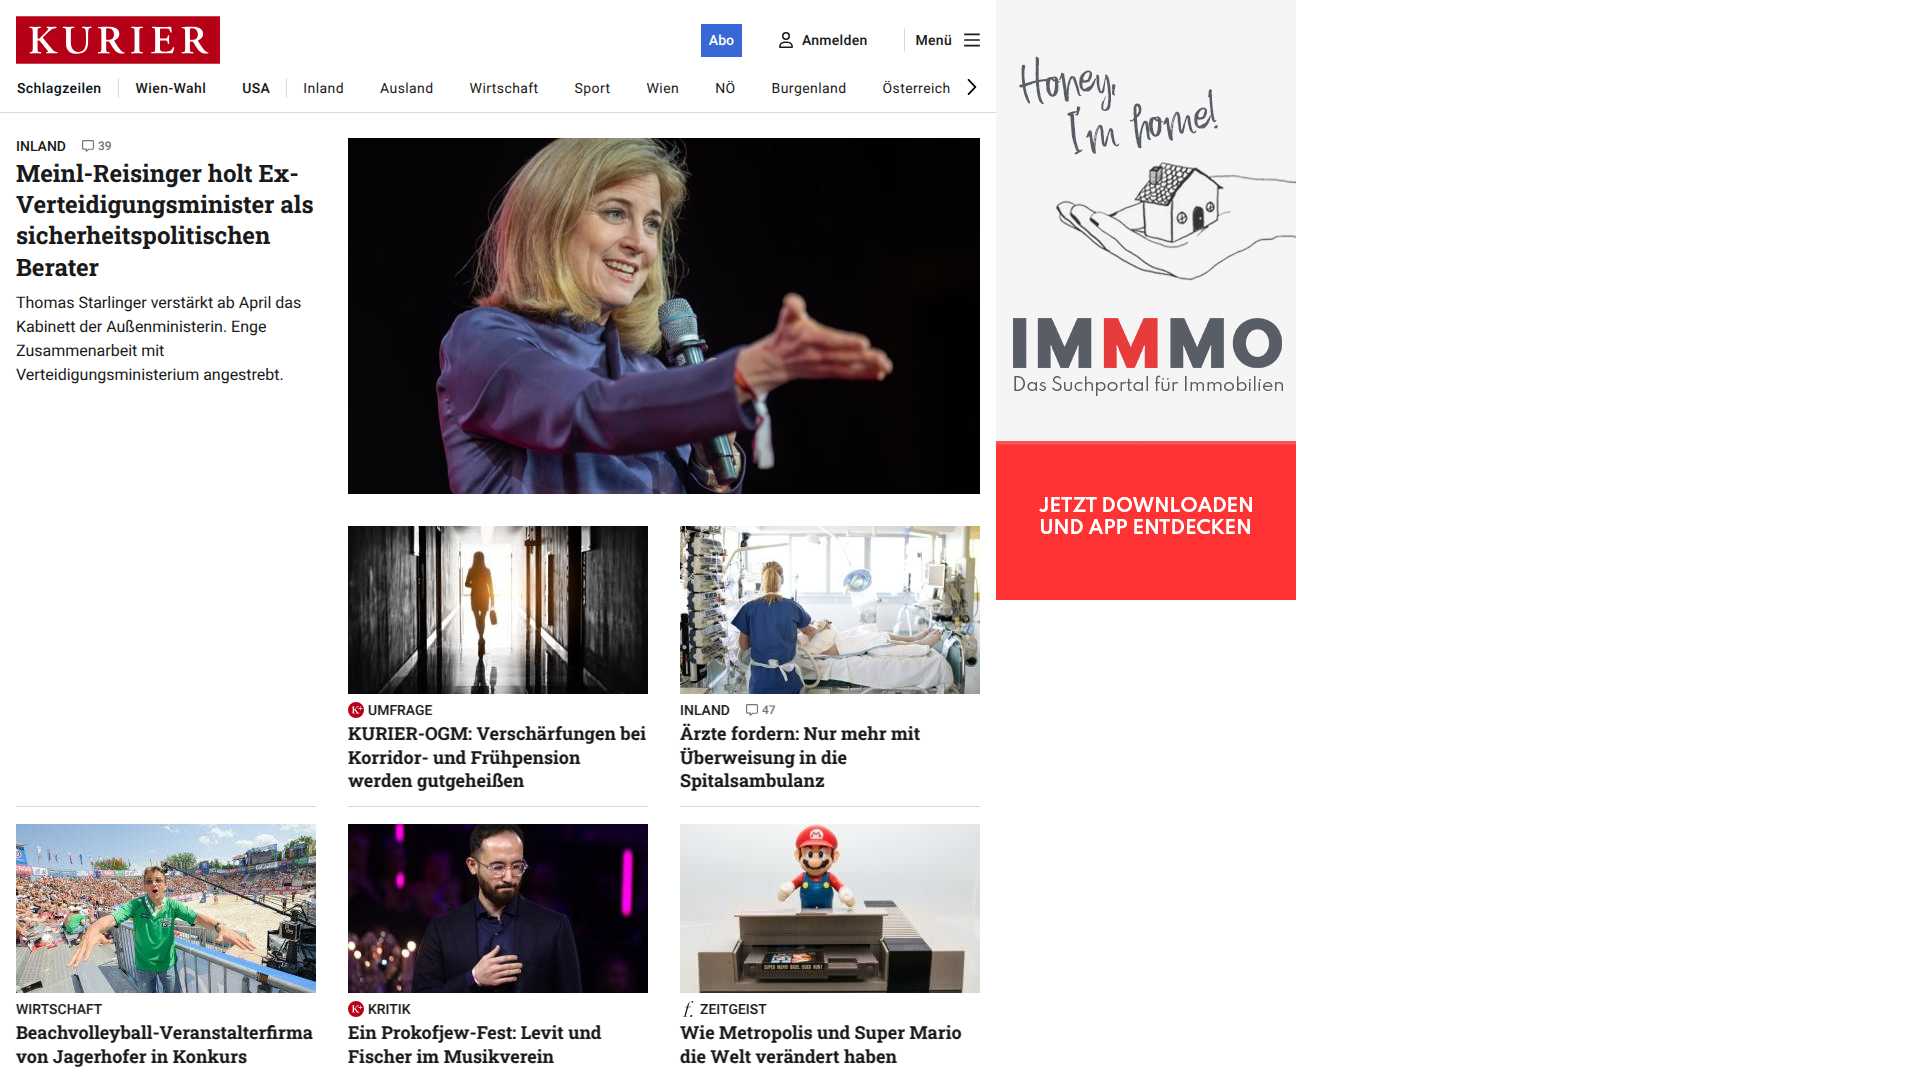 KURIER
Abo
Anmelden
Menü
Schlagzeilen
Wien-Wahl
USA
Inland
Ausland
Wirtschaft
Sport
Wien
NÖ
Burgenland
Österreich
INLAND 39
Meinl-Reisinger holt Ex-
Verteidigungsminister als
sicherheitspolitischen
Berater
Thomas Starlinger verstärkt ab April das
Kabinett der Außenministerin. Enge
Zusammenarbeit mit
Verteidigungsministerium angestrebt.
K+ UMFRAGE
KURIER-OGM: Verschärfungen bei
Korridor- und Frühpension
werden gutgeheißen
INLAND 47
Ärzte fordern: Nur mehr mit
Überweisung in die
Spitalsambulanz
WIRTSCHAFT
Beachvolleyball-Veranstalterfirma
von Jagerhofer in Konkurs
K+ KRITIK
Ein Prokofjew-Fest: Levit und
Fischer im Musikverein
SUPER MARIO BROS. / DUCK HUNT
f. ZEITGEIST
Wie Metropolis und Super Mario
die Welt verändert haben
Honey,
I'm home!
IMMMO
Das Suchportal für Immobilien
JETZT DOWNLOADEN
UND APP ENTDECKEN